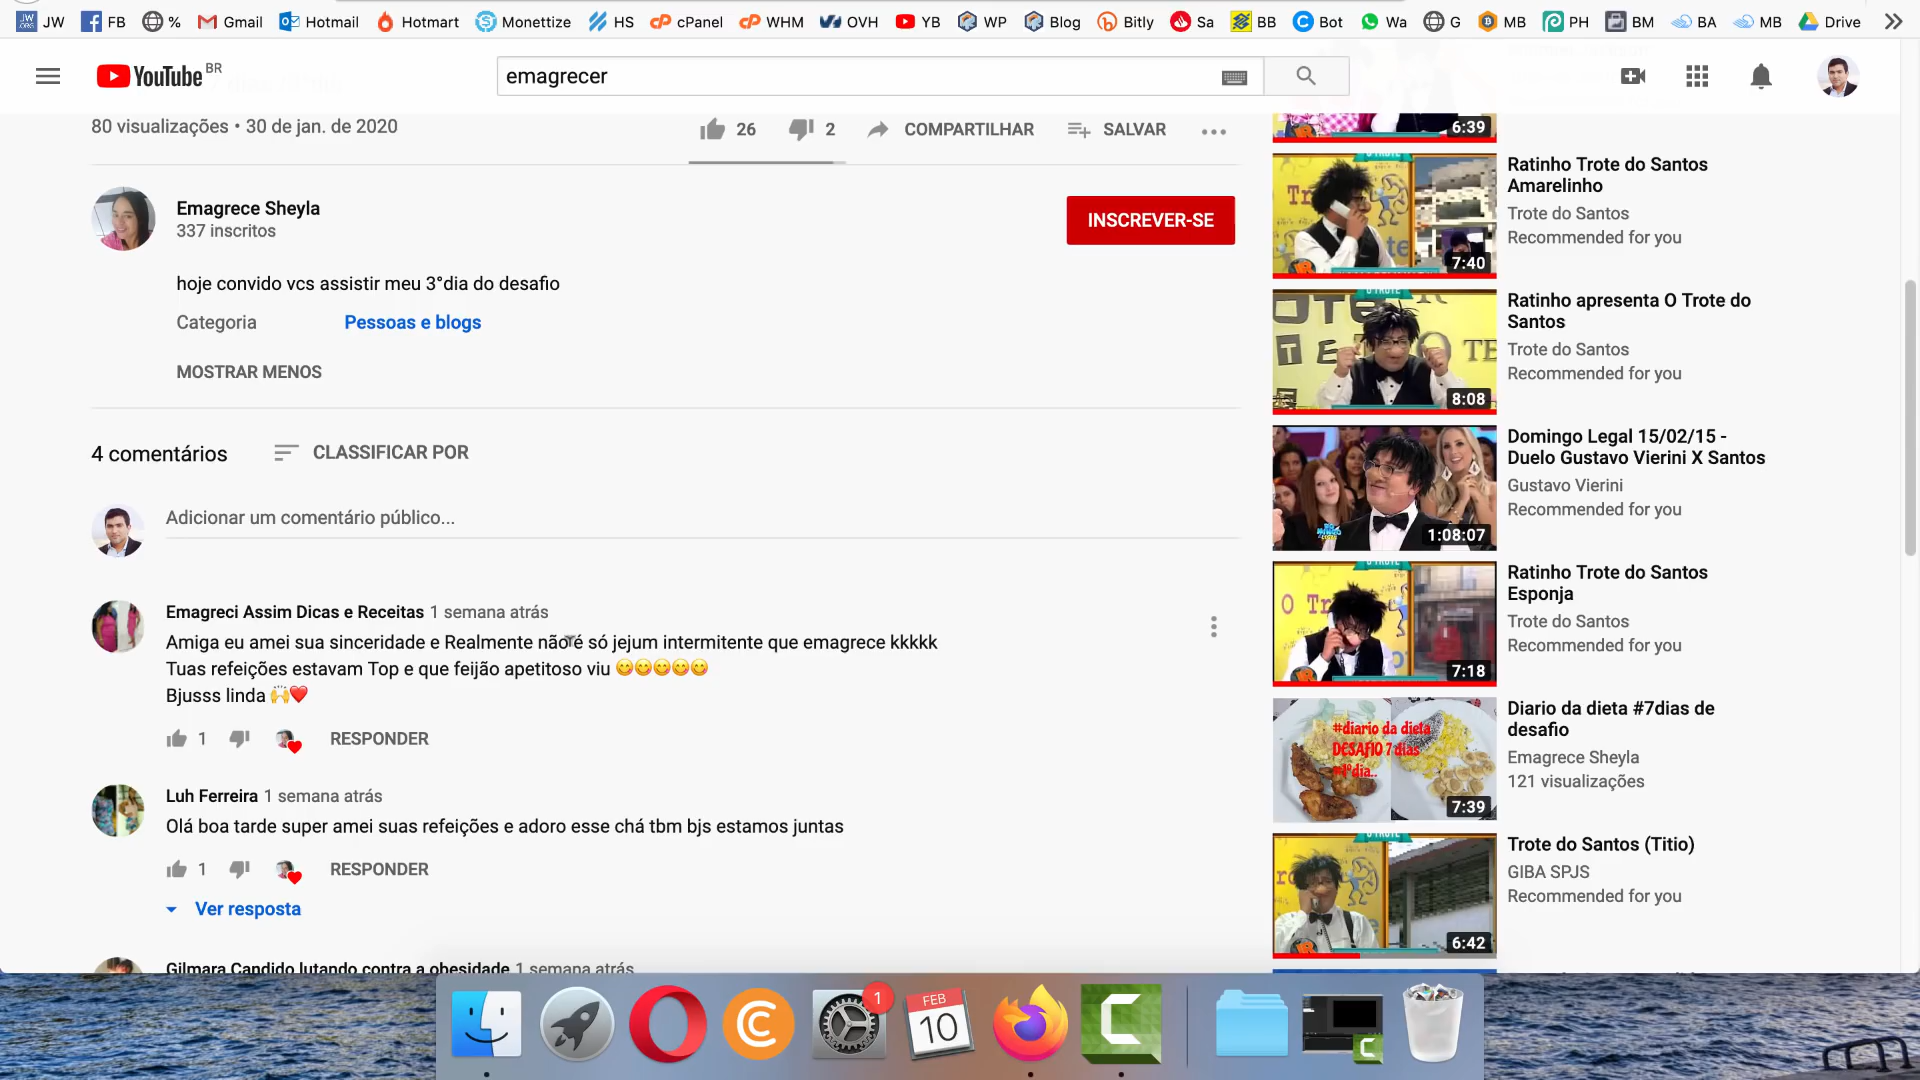 JW FB % Gmail Hotmail Hotmart Monettize HS cPanel WHM OVH YB WP Blog Bitly Sa BB Bot Wa G MB PH BM BA MB Drive
YouTube BR
emagrecer
80 visualizações • 30 de jan. de 2020
26 2 COMPARTILHAR SALVAR
Emagrece Sheyla
337 inscritos
INSCREVER-SE
hoje convido vcs assistir meu 3°dia do desafio
Categoria Pessoas e blogs
MOSTRAR MENOS
4 comentários CLASSIFICAR POR
Adicionar um comentário público...
Emagreci Assim Dicas e Receitas 1 semana atrás
Amiga eu amei sua sinceridade e Realmente não é só jejum intermitente que emagrece kkkkk
Tuas refeições estavam Top e que feijão apetitoso viu 😋😋😋😋😋
Bjusss linda 🙌❤️
1 RESPONDER
Luh Ferreira 1 semana atrás
Olá boa tarde super amei suas refeições e adoro esse chá tbm bjs estamos juntas
1 RESPONDER
Ver resposta
Gilmara Candido lutando contra a obesidade 1 semana atrás
6:39
Ratinho Trote do Santos
Amarelinho
Trote do Santos
Recommended for you
7:40
Ratinho apresenta O Trote do
Santos
Trote do Santos
Recommended for you
8:08
Domingo Legal 15/02/15 -
Duelo Gustavo Vierini X Santos
Gustavo Vierini
Recommended for you
1:08:07
Ratinho Trote do Santos
Esponja
Trote do Santos
Recommended for you
7:18
Diario da dieta #7dias de
desafio
Emagrece Sheyla
121 visualizações
#diario da dieta
DESAFIO 7 dias
#1°dia..
7:39
Trote do Santos (Titio)
GIBA SPJS
Recommended for you
6:42
1
FEB
10